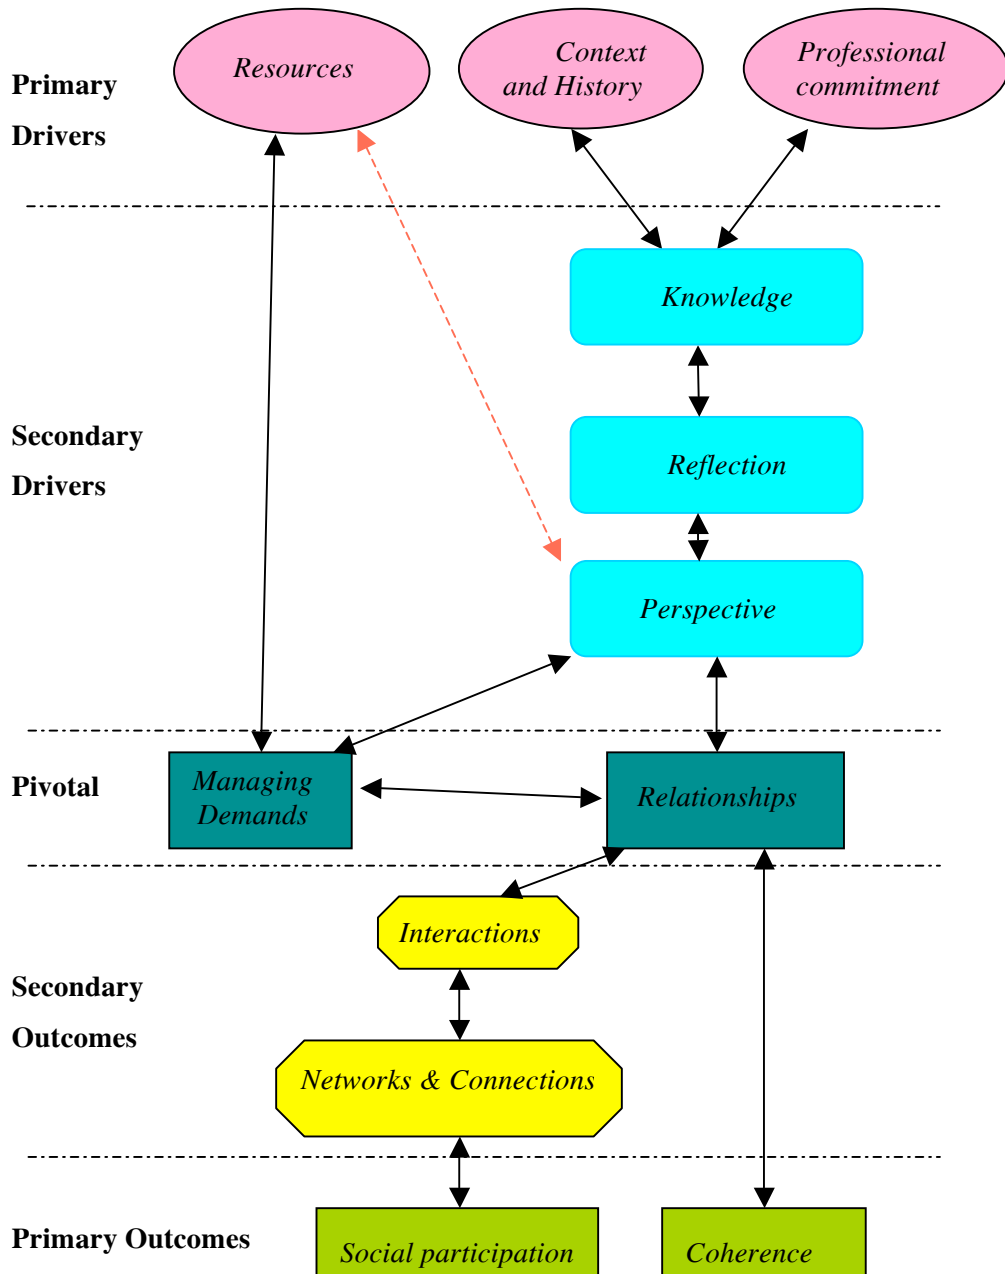 Primary
Drivers
Resources
Context
and History
Professional
commitment
Secondary
Drivers
Knowledge
Reflection
Perspective
Pivotal
Managing
Demands
Relationships
Secondary
Outcomes
Interactions
Networks & Connections
Primary Outcomes
Social participation
Coherence